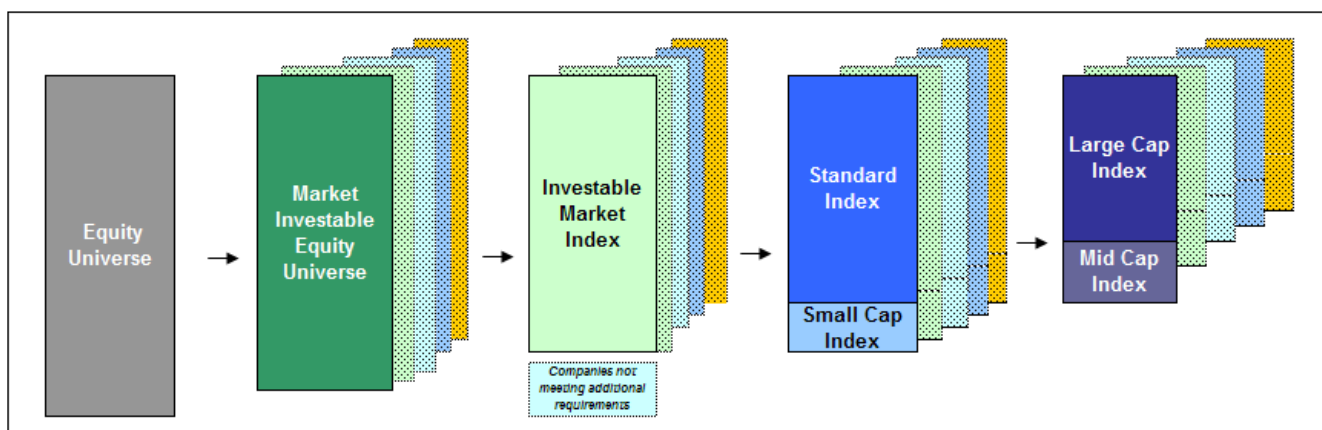 Equity
Universe
Market
Investable
Equity
Universe
Investable
Market
Index
Companies not
meeting additional
requirements
Standard
Index
Small Cap
Index
Large Cap
Index
Mid Cap
Index